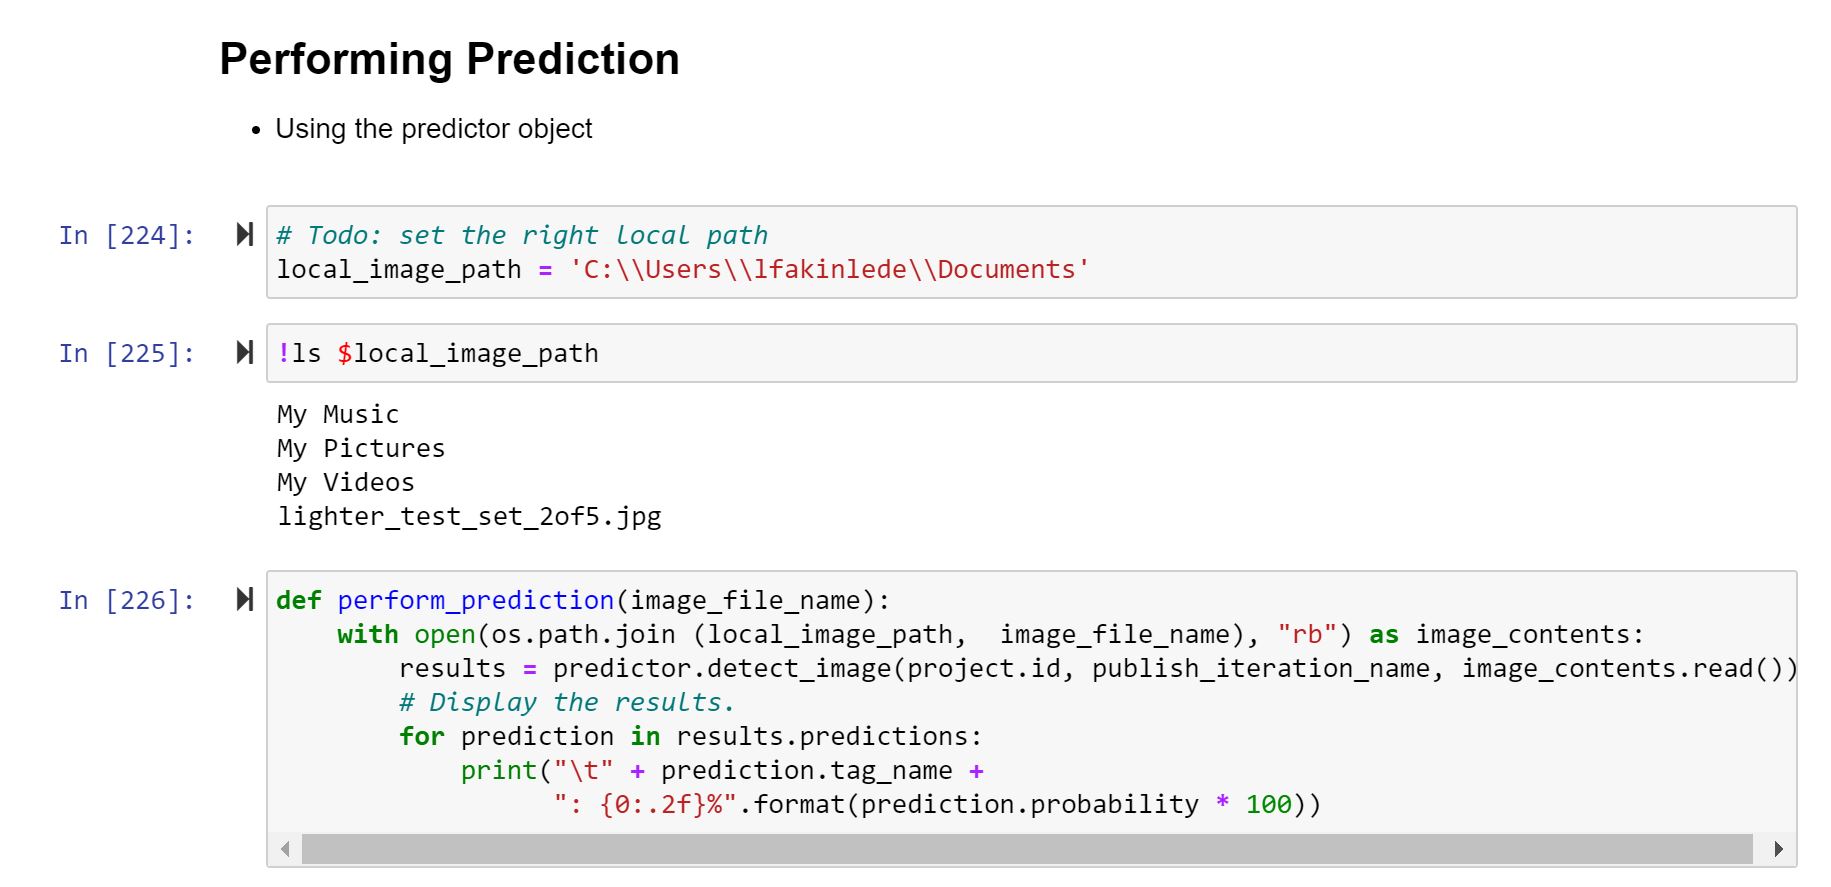 Performing Prediction
• Using the predictor object
In [224]:
# Todo: set the right local path
local_image_path = 'C:\\Users\\lfakinlede\\Documents'
In [225]:
!ls $local_image_path
My Music
My Pictures
My Videos
lighter_test_set_2of5.jpg
In [226]:
def perform_prediction(image_file_name):
    with open(os.path.join (local_image_path,  image_file_name), "rb") as image_contents:
        results = predictor.detect_image(project.id, publish_iteration_name, image_contents.read())
        # Display the results.
        for prediction in results.predictions:
            print("\t" + prediction.tag_name +
                  ": {0:.2f}%".format(prediction.probability * 100))